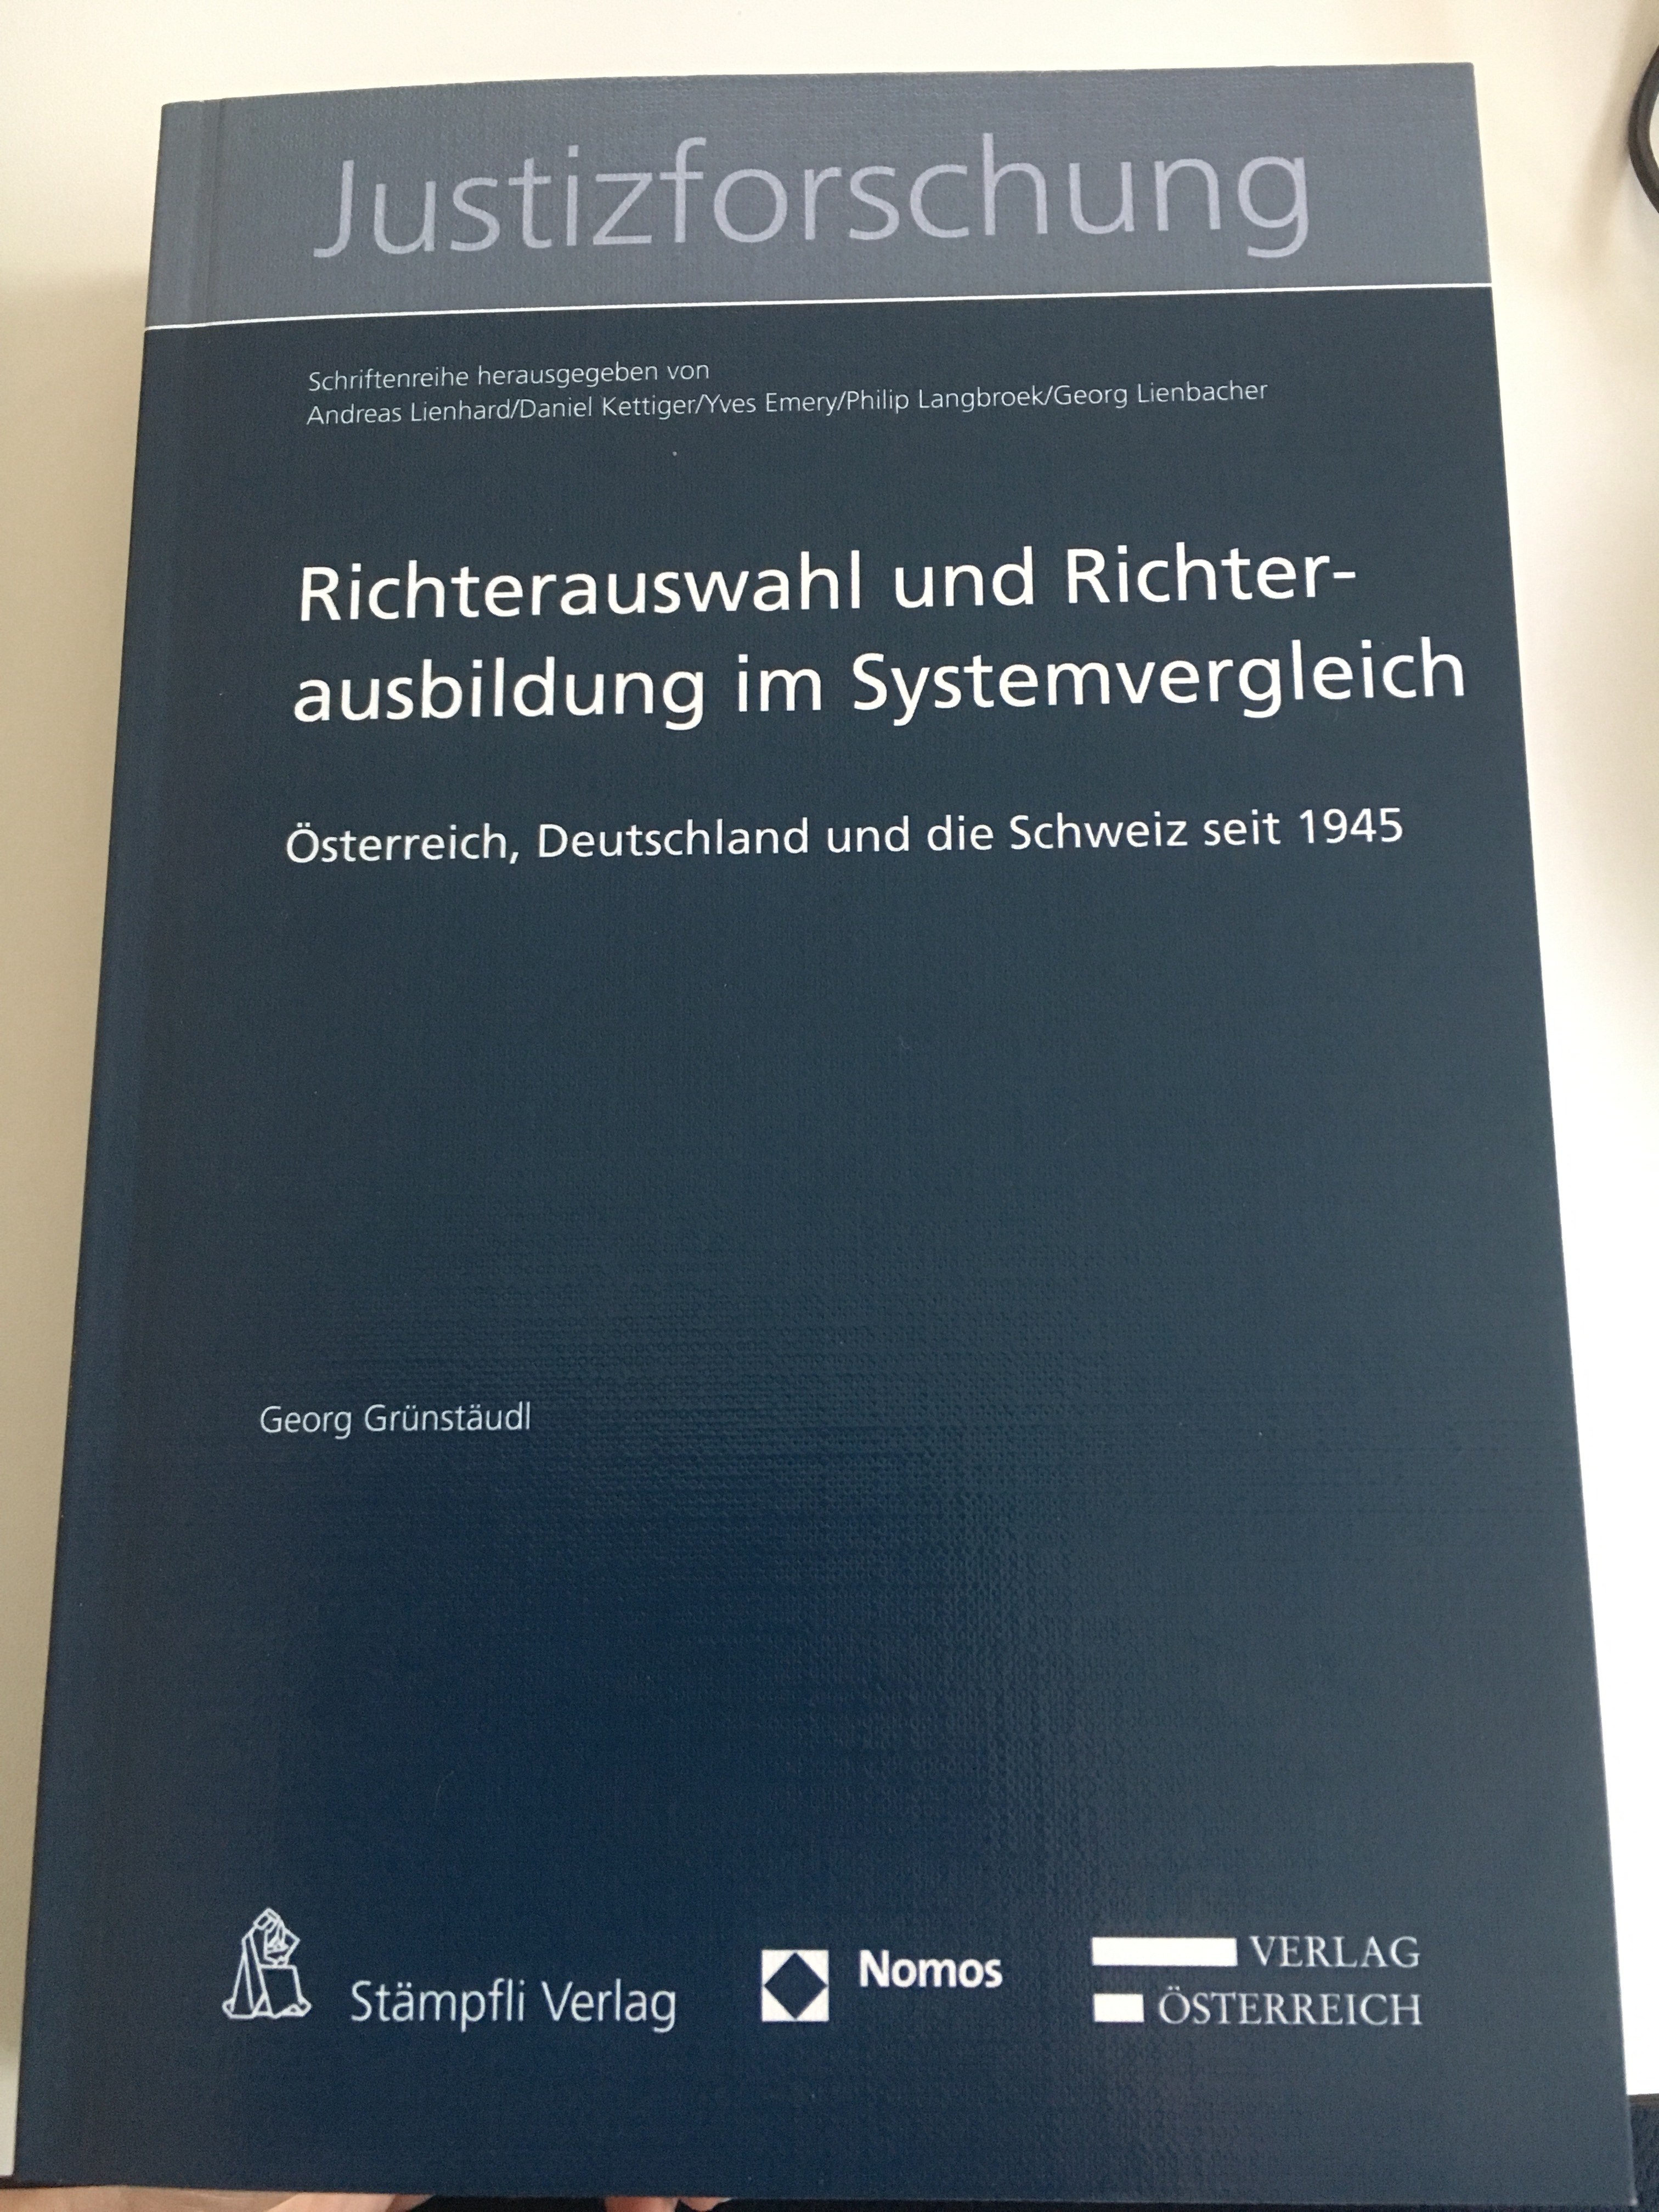 Justizforschung
Schriftenreihe herausgegeben von
Andreas Lienhard/Daniel Kettiger/Yves Emery/Philip Langbroek/Georg Lienbacher
Richterauswahl und Richter-
ausbildung im Systemvergleich
Österreich, Deutschland und die Schweiz seit 1945
Georg Grünstäudl
Stämpfli Verlag
Nomos
VERLAG
ÖSTERREICH